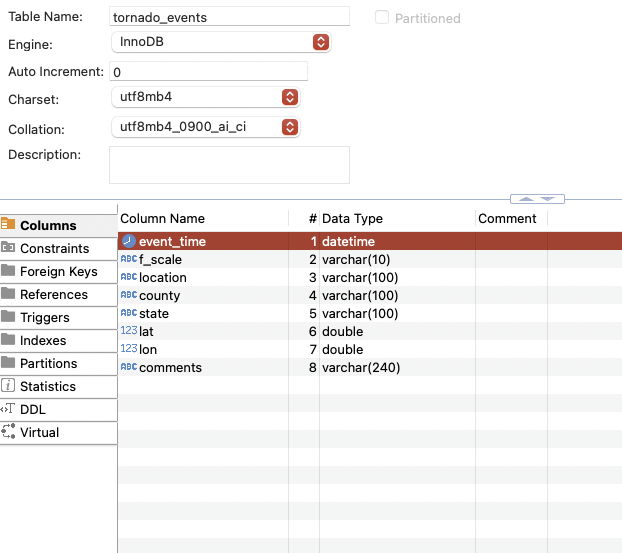 Table Name: tornado_events Partitioned
Engine: InnoDB
Auto Increment: 0
Charset: utf8mb4
Collation: utf8mb4_0900_ai_ci
Description:
Columns
Constraints
Foreign Keys
References
Triggers
Indexes
Partitions
Statistics
DDL
Virtual
Column Name # Data Type Comment
event_time 1 datetime
ABC f_scale 2 varchar(10)
ABC location 3 varchar(100)
ABC county 4 varchar(100)
ABC state 5 varchar(100)
123 lat 6 double
123 lon 7 double
ABC comments 8 varchar(240)